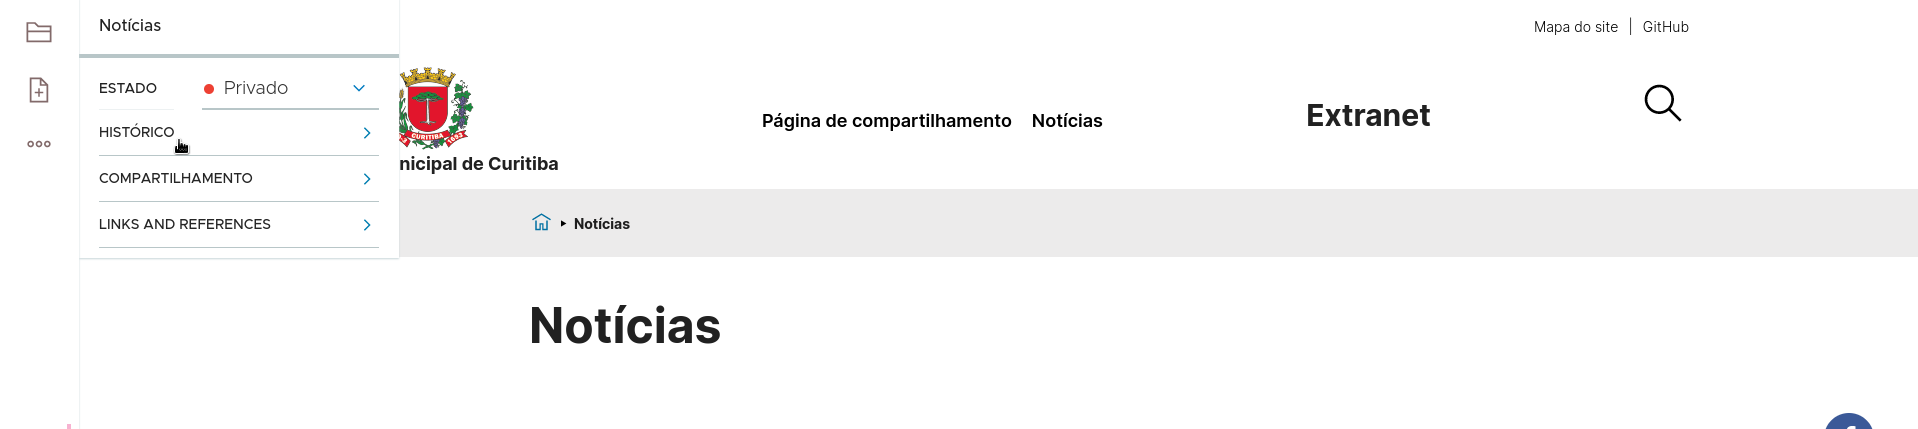 Notícias
Mapa do site | GitHub
ESTADO Privado
HISTÓRICO
COMPARTILHAMENTO
LINKS AND REFERENCES
CURITIBA
nicipal de Curitiba
Página de compartilhamento Notícias
Extranet
Notícias
Notícias